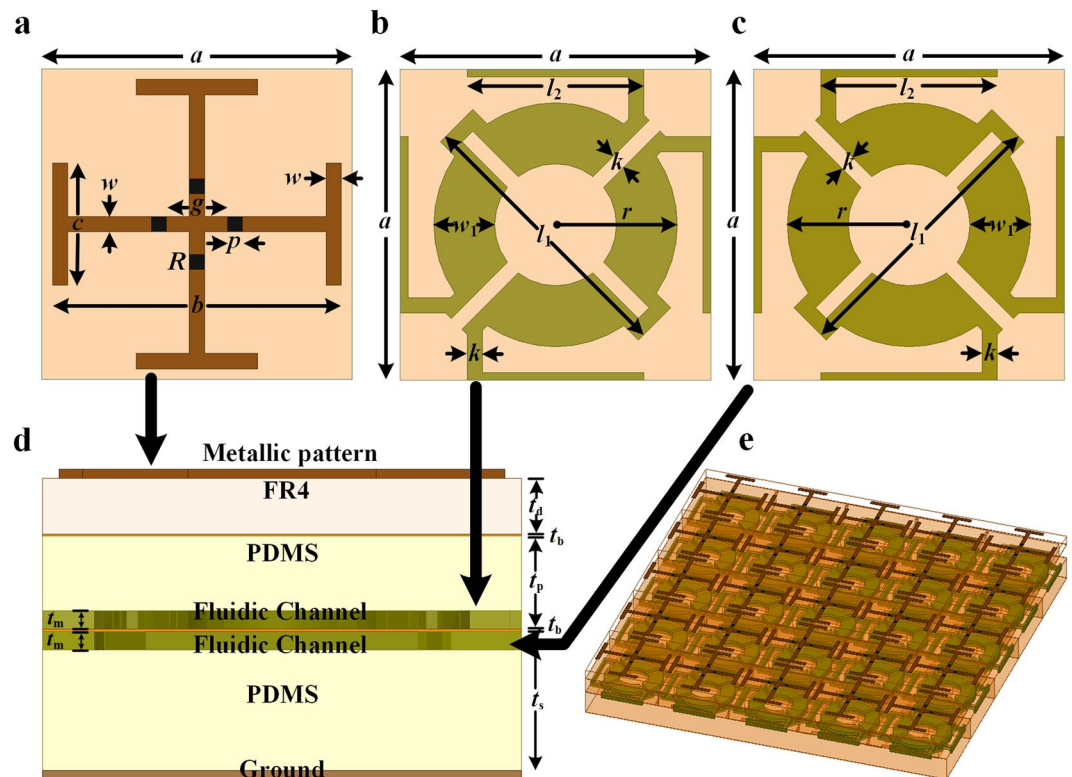 a
b
c
a
a
a
l2
l2
w
w
g
c
p
R
b
a
k
r
w1
l1
k
a
k
r
w1
l1
k
d
Metallic pattern
e
FR4
td
tb
PDMS
tp
Fluidic Channel
tm
tb
Fluidic Channel
tm
PDMS
ts
Ground